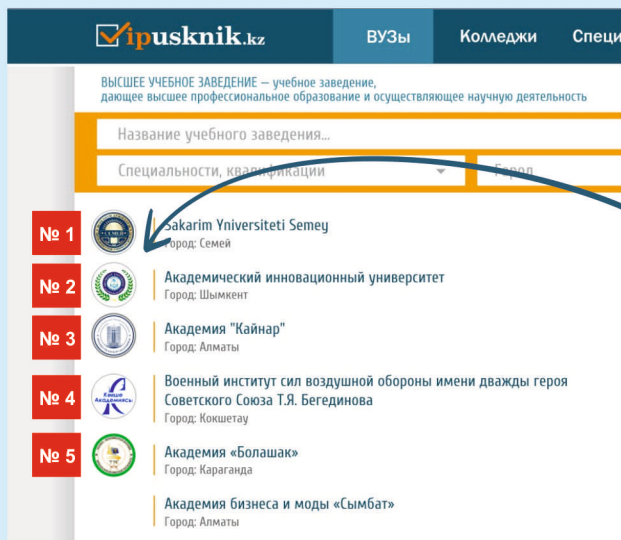 Vipusknik.kz
ВУЗы
Колледжи
Специ
ВЫСШЕЕ УЧЕБНОЕ ЗАВЕДЕНИЕ — учебное заведение,
дающее высшее профессиональное образование и осуществляющее научную деятельность
Название учебного заведения...
Специальности, квалификации
Город
№ 1
Sakarim Yniversiteti Semey
Город: Семей
№ 2
Академический инновационный университет
Город: Шымкент
№ 3
Академия "Кайнар"
Город: Алматы
№ 4
Военный институт сил воздушной обороны имени дважды героя
Советского Союза Т.Я. Бегединова
Город: Кокшетау
№ 5
Академия «Болашак»
Город: Караганда
Академия бизнеса и моды «Сымбат»
Город: Алматы